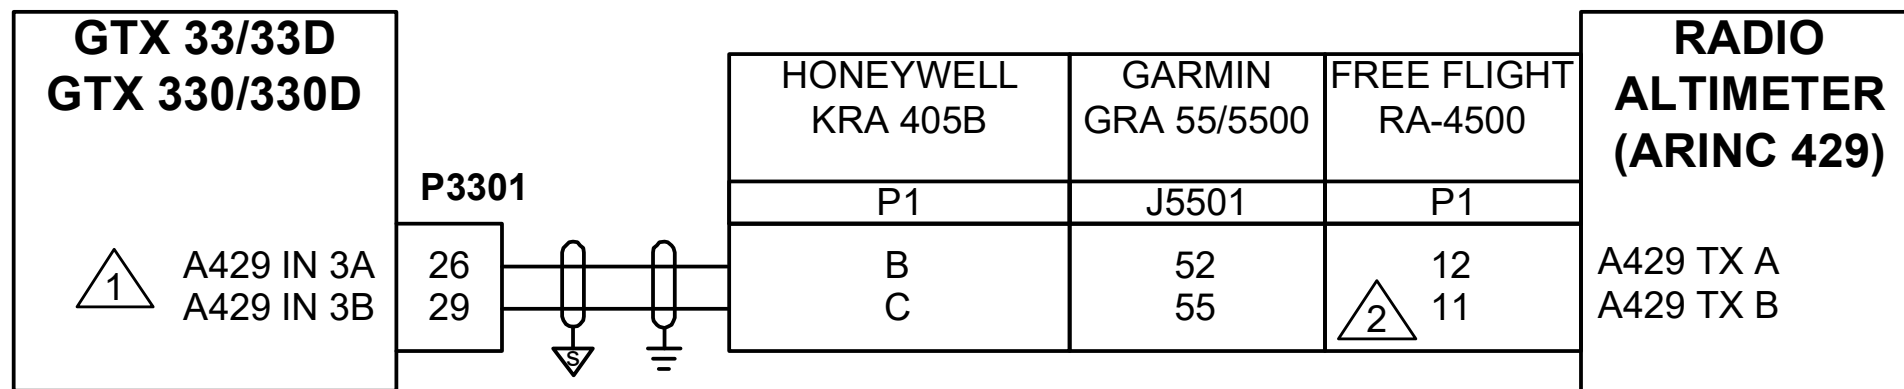 GTX 33/33D
GTX 330/330D
P3301
1
A429 IN 3A
A429 IN 3B
26
29
S
HONEYWELL
KRA 405B
GARMIN
GRA 55/5500
FREE FLIGHT
RA-4500
P1
J5501
P1
B
52
12
C
55
2
11
RADIO
ALTIMETER
(ARINC 429)
A429 TX A
A429 TX B